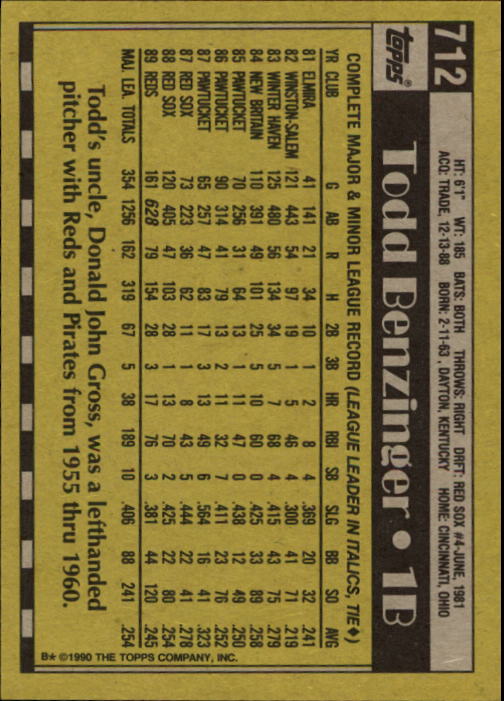 712
HT: 6'1" WT: 185 BATS: BOTH THROWS: RIGHT DRFT: RED SOX #4-JUNE, 1981
ACQ: TRADE, 12-13-88 BORN: 2-11-63, DAYTON, KENTUCKY HOME: CINCINNATI, OHIO
topps®
Todd Benzinger • 1B
COMPLETE MAJOR & MINOR LEAGUE RECORD (LEAGUE LEADER IN ITALICS, TIE♦)
YR CLUB G AB R H 2B 3B HR RBI SB SLG BB SO AVG
81 ELMIRA 41 141 21 34 10 1 2 8 4 .369 20 32 .241
82 WINSTON-SALEM 121 443 54 97 19 1 5 46 4 .300 41 71 .219
83 WINTER HAVEN 125 480 56 134 34 5 7 68 4 .415 43 75 .279
84 NEW BRITAIN 110 391 49 101 25 5 10 60 0 .425 33 89 .258
85 PAWTUCKET 70 256 31 64 13 1 11 47 0 .438 12 49 .250
86 PAWTUCKET 90 314 41 79 13 2 11 32 7 .411 23 76 .252
87 PAWTUCKET 65 257 47 83 17 3 13 49 6 .564 16 41 .323
87 RED SOX 73 223 36 62 11 1 8 43 5 .444 22 41 .278
88 RED SOX 120 405 47 103 28 1 13 70 2 .425 22 80 .254
89 REDS 161 628 79 154 28 3 17 76 3 .381 44 120 .245
MAJ. LEA. TOTALS 354 1256 162 319 67 5 38 189 10 .406 88 241 .254
Todd's uncle, Donald John Gross, was a lefthanded
pitcher with Reds and Pirates from 1955 thru 1960.
B* ©1990 THE TOPPS COMPANY, INC.